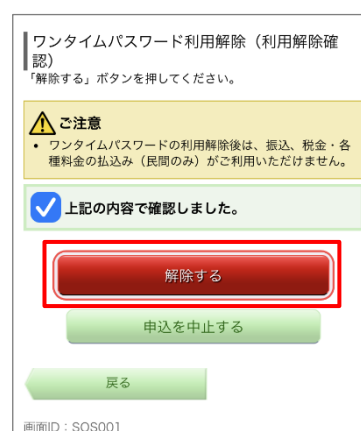 ワンタイムパスワード利用解除（利用解除確
認）
「解除する」ボタンを押してください。
ご注意
• ワンタイムパスワードの利用解除後は、振込、税金・各
種料金の払込み（民間のみ）がご利用いただけません。
上記の内容で確認しました。
解除する
申込を中止する
戻る
画面ID：SOS001